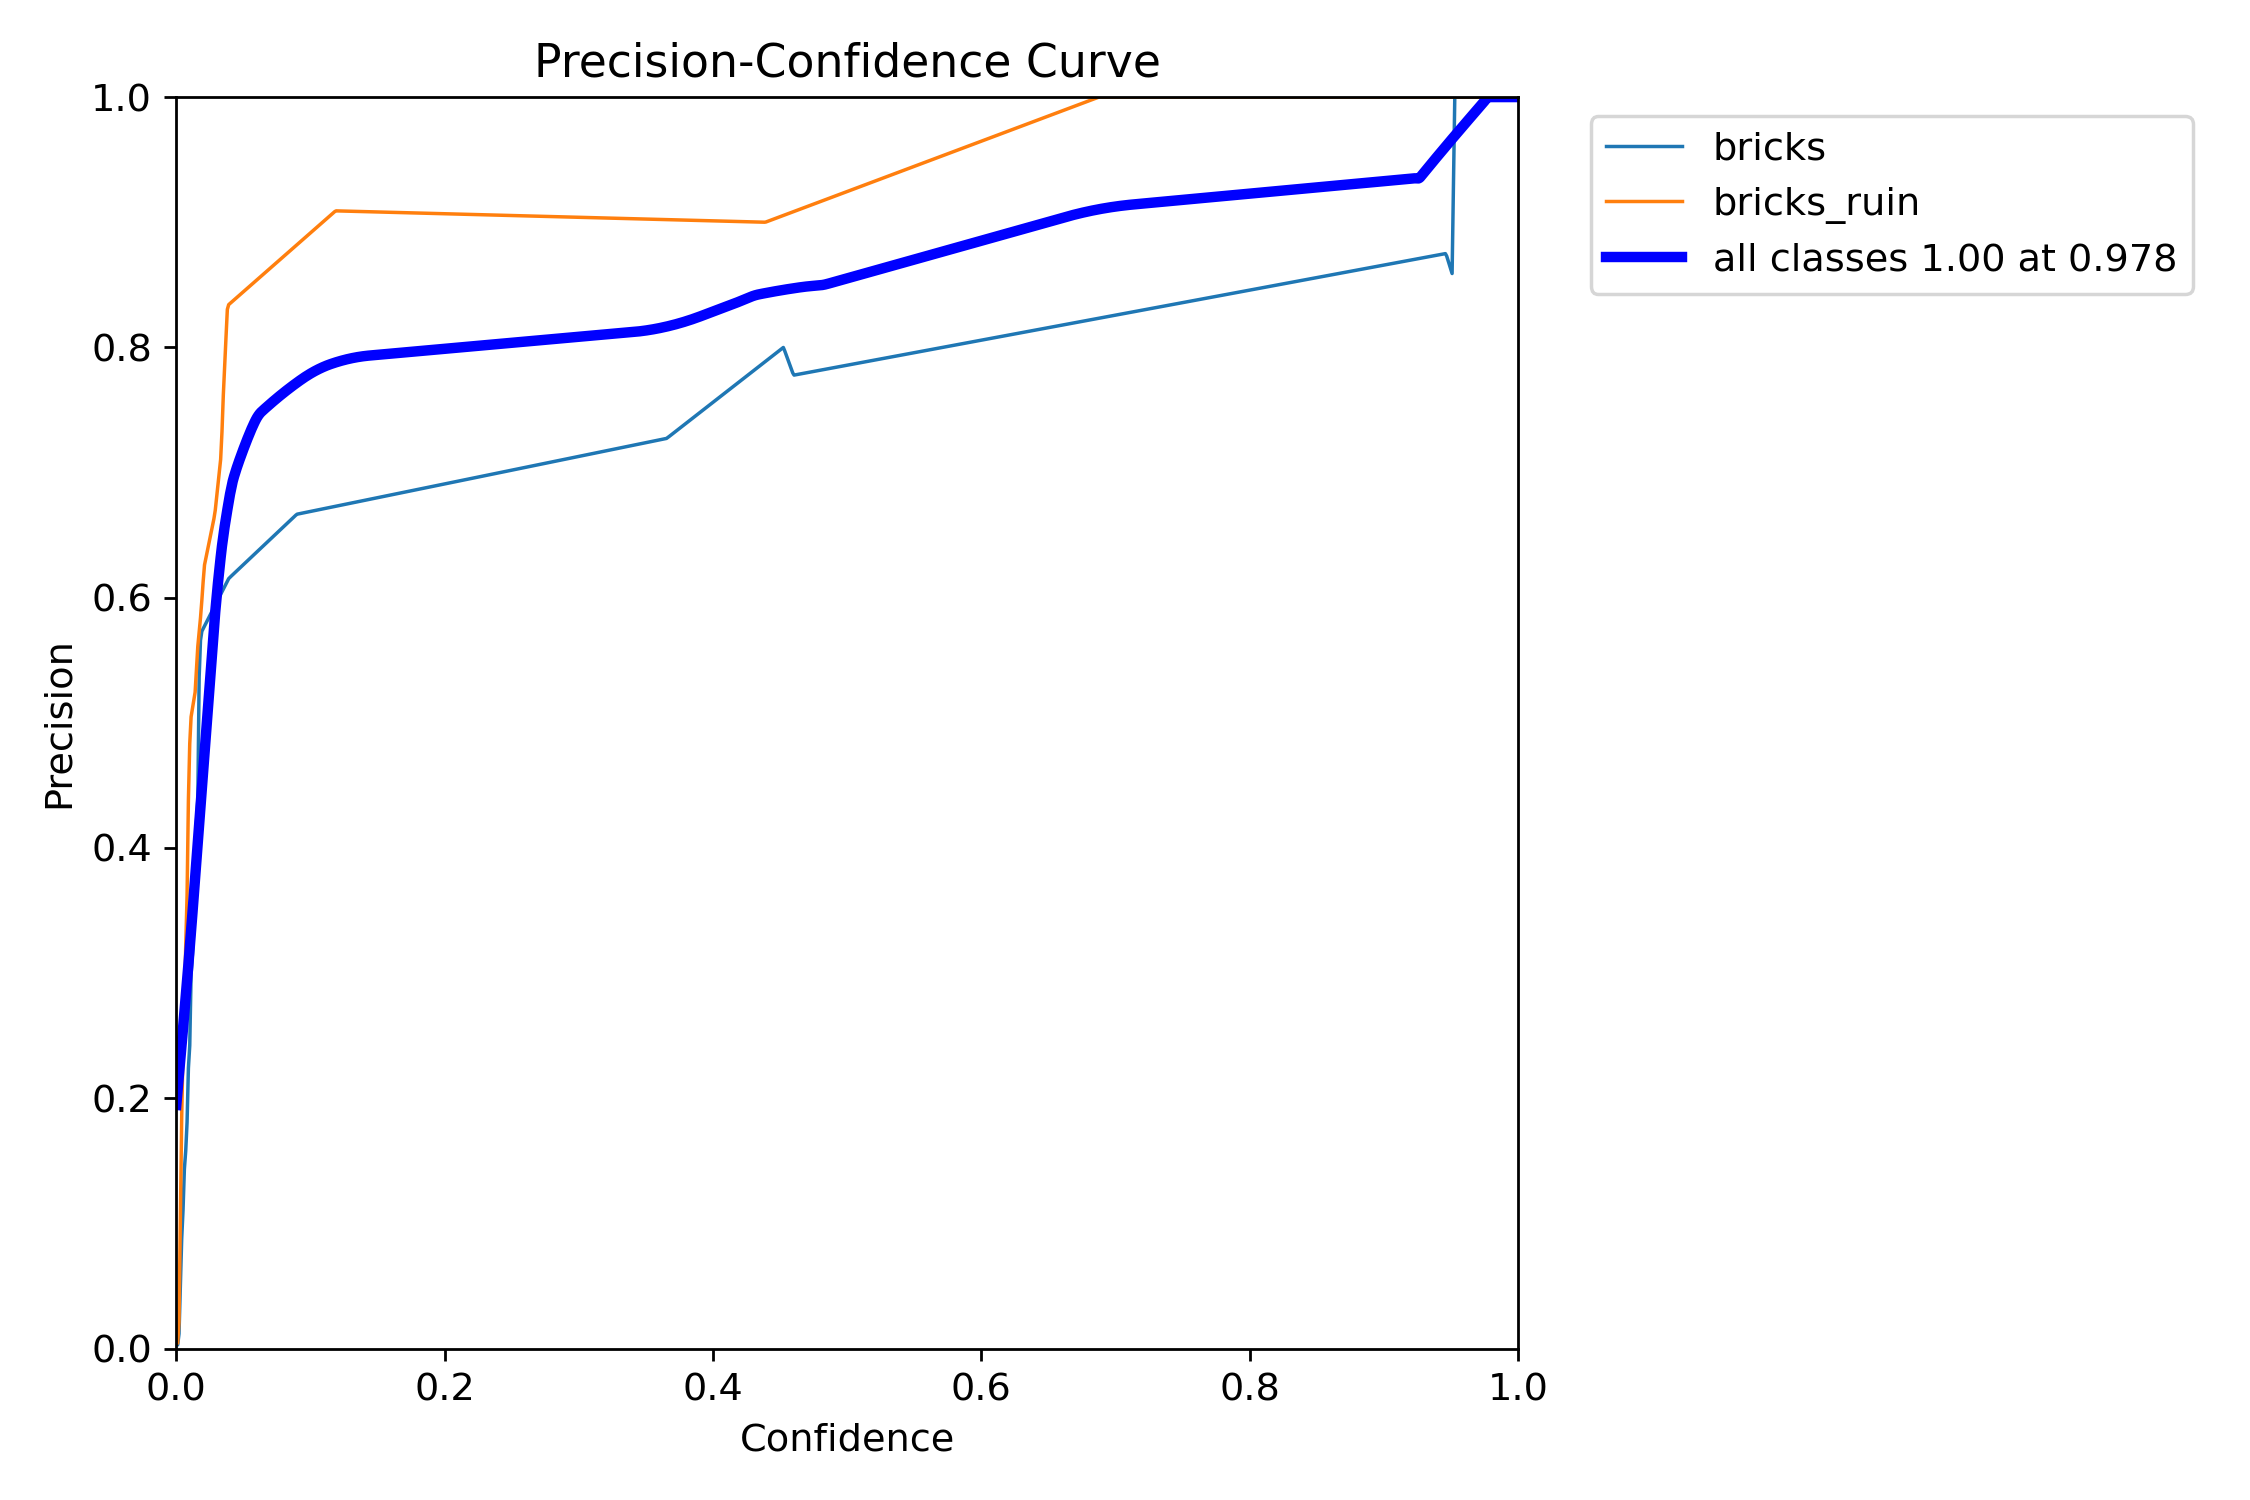 Precision-Confidence Curve
1.0
0.8
0.6
0.4
0.2
0.0
Precision
0.0 0.2 0.4 0.6 0.8 1.0
Confidence
bricks
bricks_ruin
all classes 1.00 at 0.978